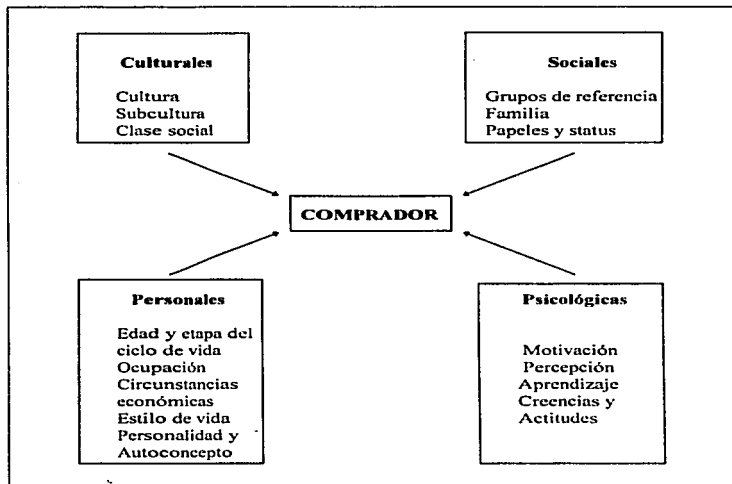 Culturales
Cultura
Subcultura
Clase social
Sociales
Grupos de referencia
Familia
Papeles y status
COMPRADOR
Personales
Edad y etapa del
ciclo de vida
Ocupación
Circunstancias
económicas
Estilo de vida
Personalidad y
Autoconcepto
Psicológicas
Motivación
Percepción
Aprendizaje
Creencias y
Actitudes